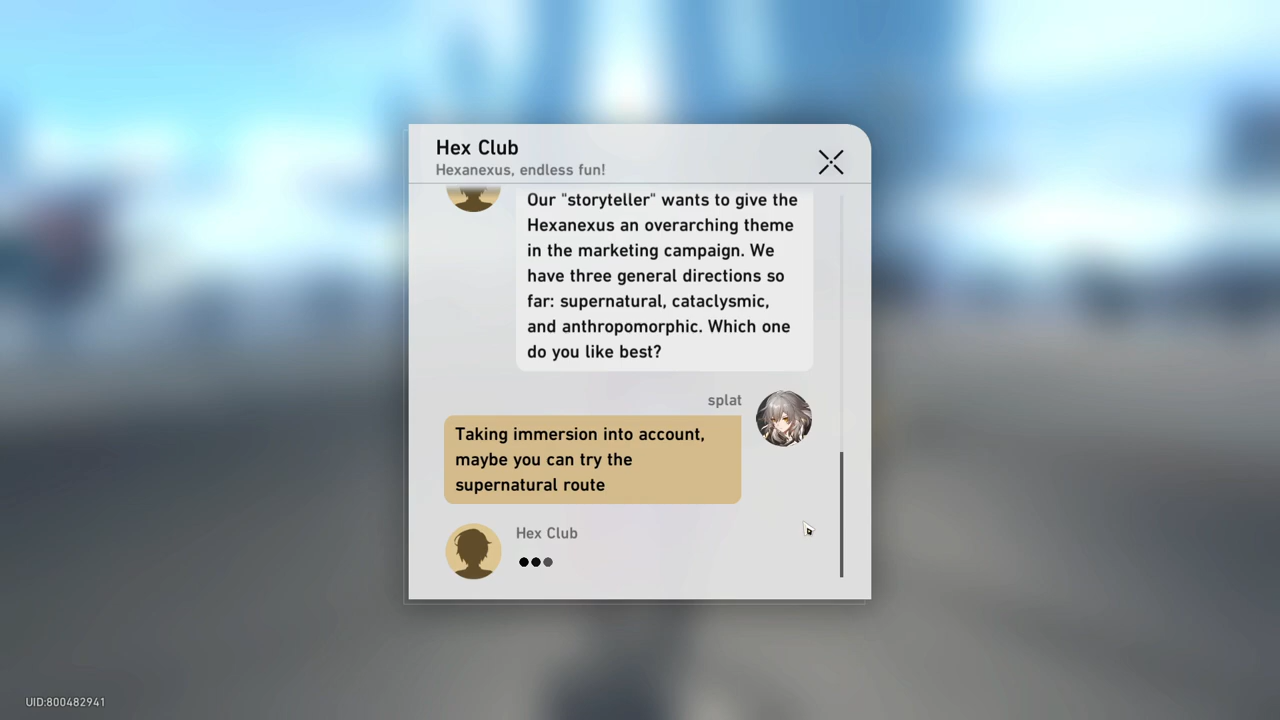 Hex Club
Hexanexus, endless fun!
Our "storyteller" wants to give the
Hexanexus an overarching theme
in the marketing campaign. We
have three general directions so
far: supernatural, cataclysmic,
and anthropomorphic. Which one
do you like best?
splat
Taking immersion into account,
maybe you can try the
supernatural route
Hex Club
UID:800482941